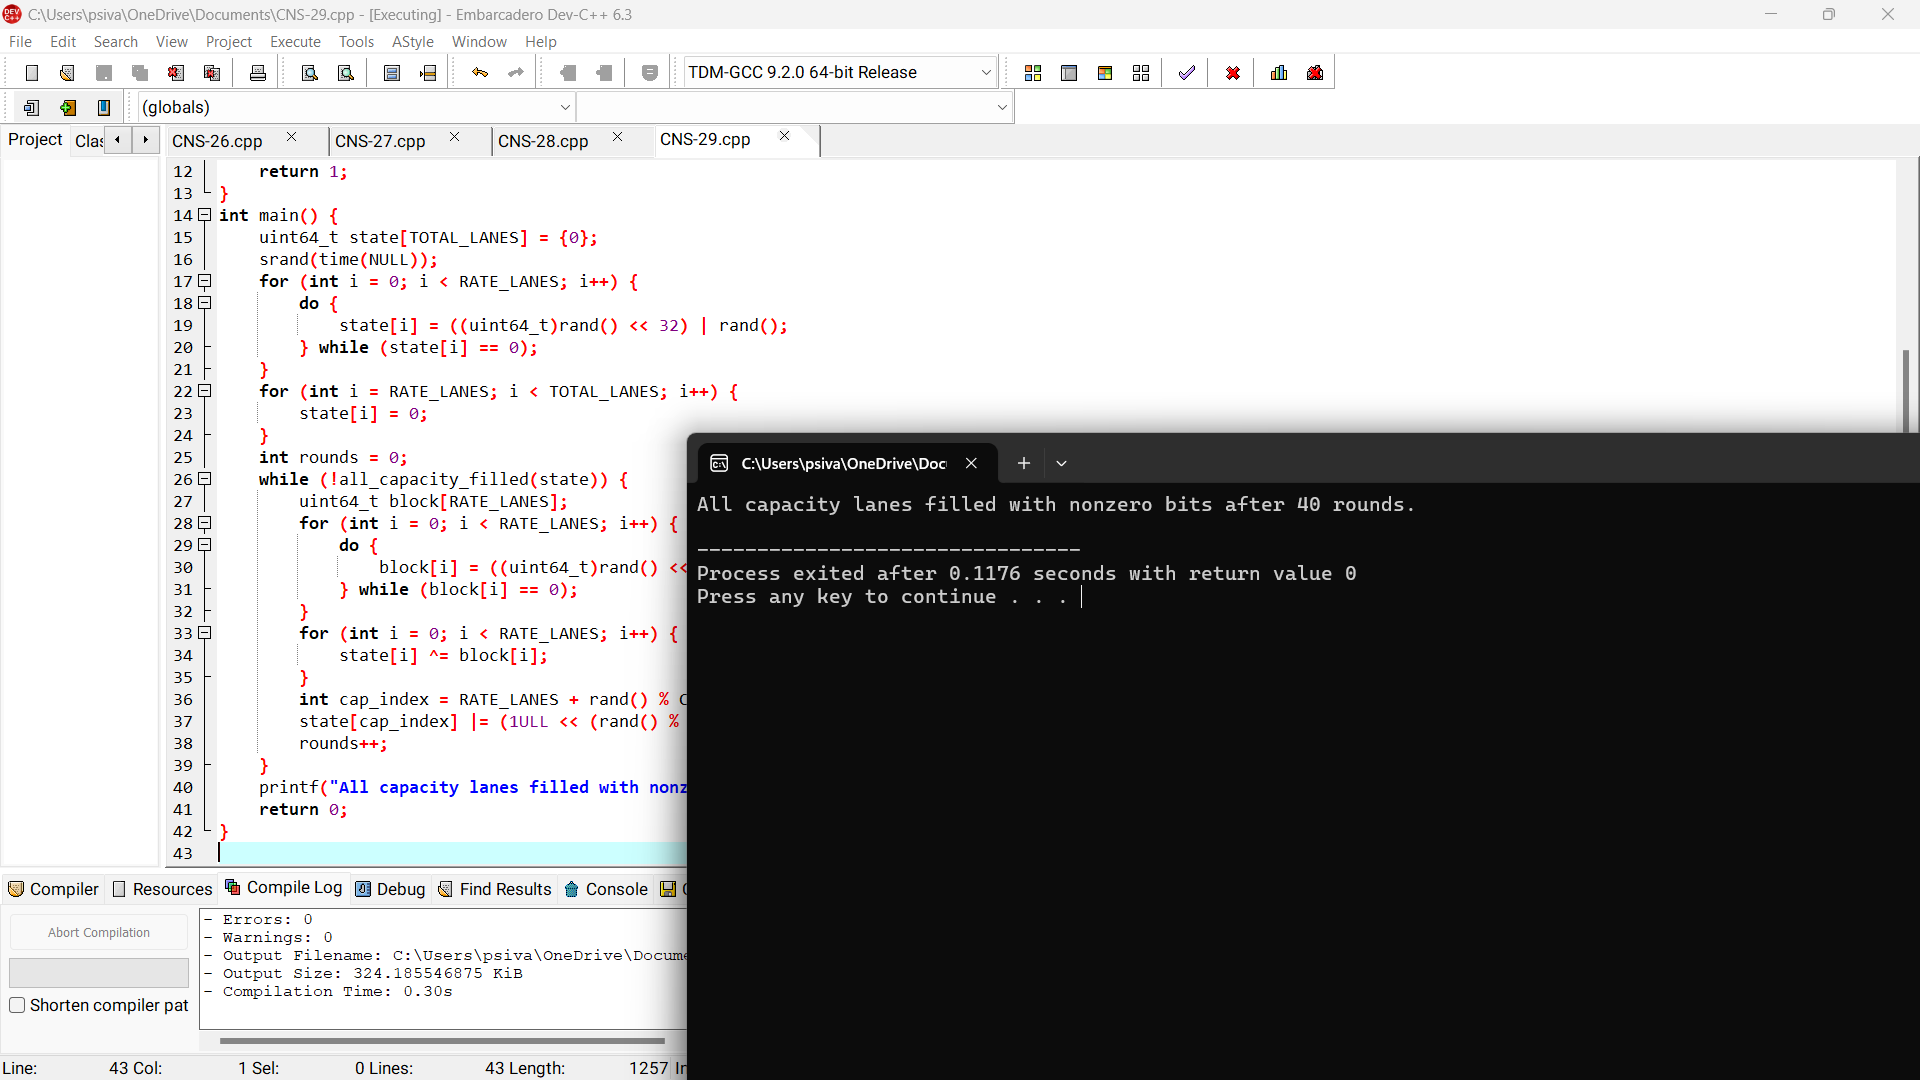 C:\Users\psiva\OneDrive\Documents\CNS-29.cpp - [Executing] - Embarcadero Dev-C++ 6.3
File Edit Search View Project Execute Tools AStyle Window Help
TDM-GCC 9.2.0 64-bit Release
(globals)
Project Clas CNS-26.cpp CNS-27.cpp CNS-28.cpp CNS-29.cpp
12 return 1;
13 }
14 int main() {
15 uint64_t state[TOTAL_LANES] = {0};
16 srand(time(NULL));
17 for (int i = 0; i < RATE_LANES; i++) {
18 do {
19 state[i] = ((uint64_t)rand() << 32) | rand();
20 } while (state[i] == 0);
21 }
22 for (int i = RATE_LANES; i < TOTAL_LANES; i++) {
23 state[i] = 0;
24 }
25 int rounds = 0;
26 while (!all_capacity_filled(state)) {
27 uint64_t block[RATE_LANES];
28 for (int i = 0; i < RATE_LANES; i++) {
29 do {
30 block[i] = ((uint64_t)rand() <<
31 } while (block[i] == 0);
32 }
33 for (int i = 0; i < RATE_LANES; i++) {
34 state[i] ^= block[i];
35 }
36 int cap_index = RATE_LANES + rand() %
37 state[cap_index] |= (1ULL << (rand() %
38 rounds++;
39 }
40 printf("All capacity lanes filled with nonz
41 return 0;
42 }
43
C:\Users\psiva\OneDrive\Doc
All capacity lanes filled with nonzero bits after 40 rounds.
--------------------------------
Process exited after 0.1176 seconds with return value 0
Press any key to continue . . .
Compiler Resources Compile Log Debug Find Results Console
Abort Compilation
Shorten compiler pat
- Errors: 0
- Warnings: 0
- Output Filename: C:\Users\psiva\OneDrive\Docume
- Output Size: 324.185546875 KiB
- Compilation Time: 0.30s
Line: 43 Col: 1 Sel: 0 Lines: 43 Length: 1257 In